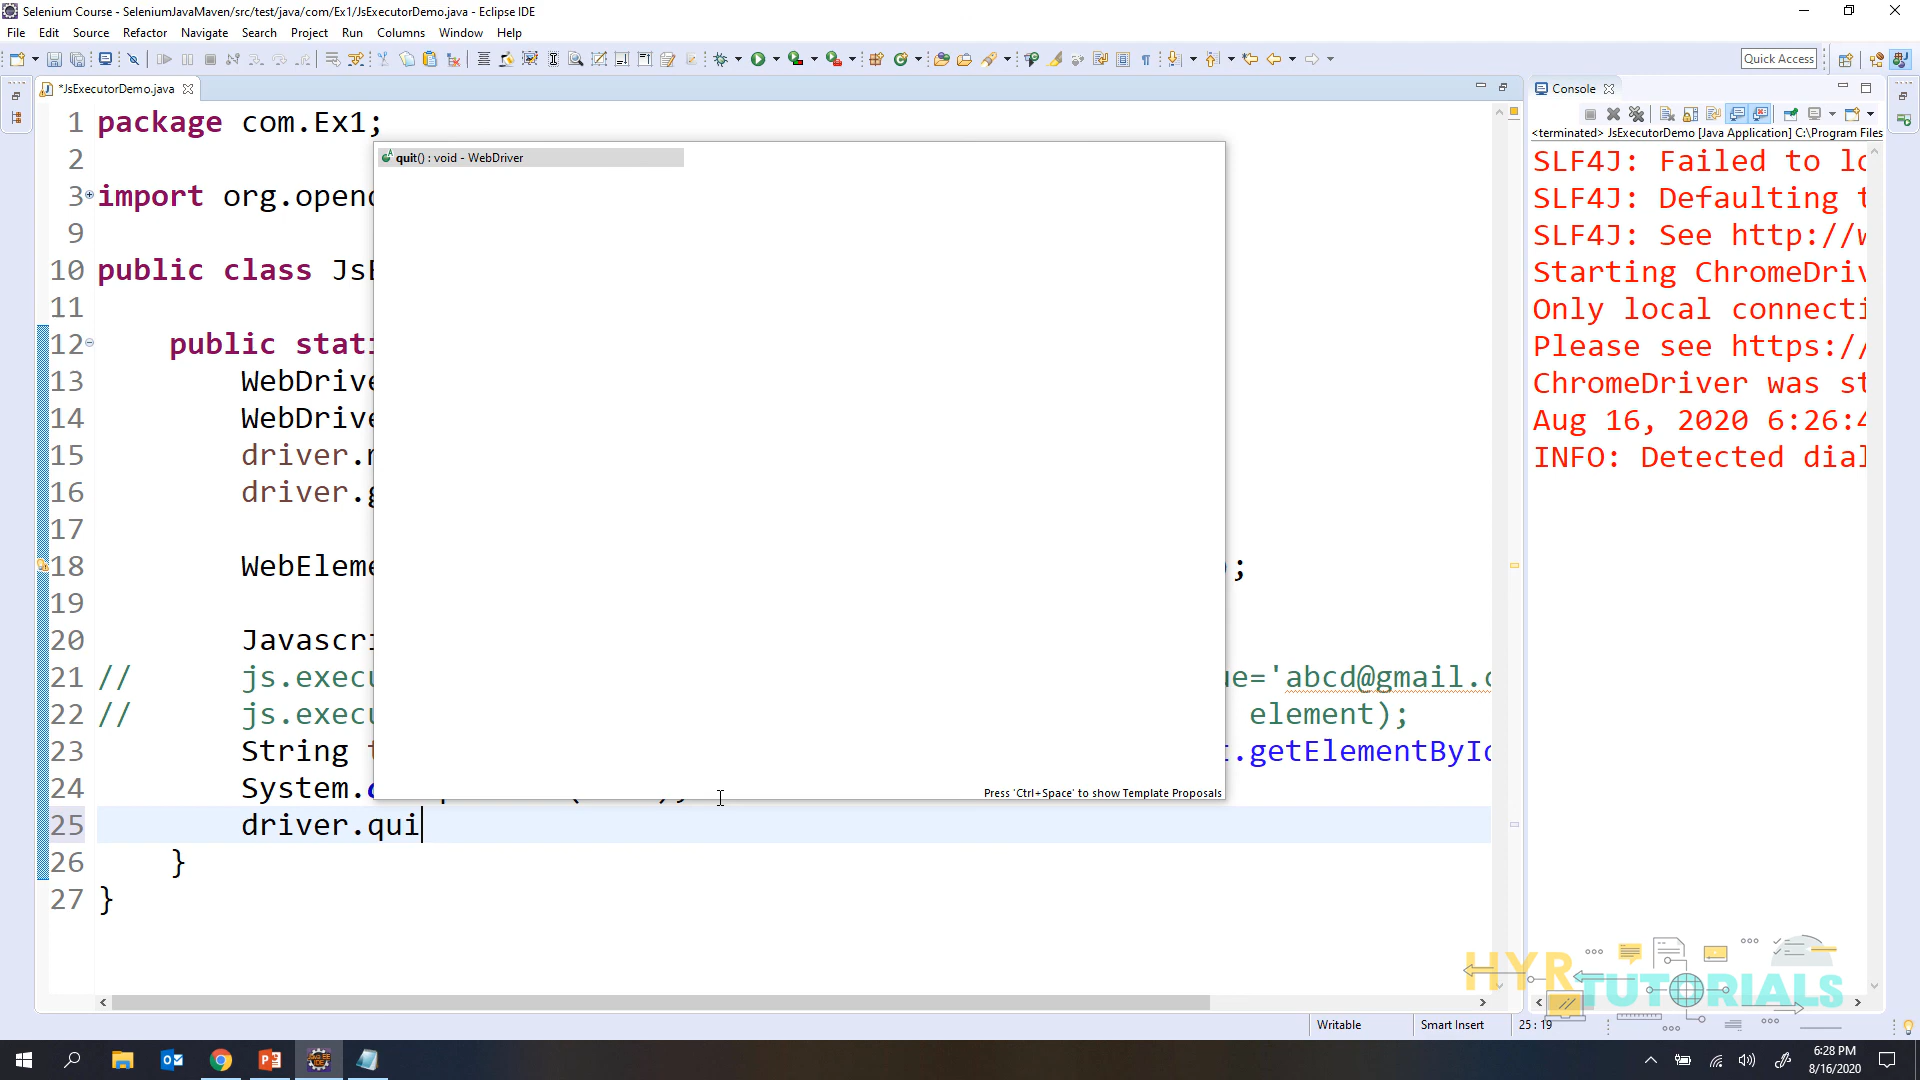 Selenium Course - SeleniumJavaMaven/src/test/java/com/Ex1/JsExecutorDemo.java - Eclipse IDE
File Edit Source Refactor Navigate Search Project Run Columns Window Help
Quick Access
*JsExecutorDemo.java
1 package com.Ex1;
2
3 import org.openq
9
10 public class JsE
11
12 public stati
13 WebDrive
14 WebDrive
15 driver.m
16 driver.g
17
18 WebEleme ;
19
20 Javascri
21 // js.execu ue='abcd@gmail.c
22 // js.execu element);
23 String t .getElementById
24 System.
25 driver.qui
26 }
27 }
quit() : void - WebDriver
Press 'Ctrl+Space' to show Template Proposals
Console
<terminated> JsExecutorDemo [Java Application] C:\Program Files
SLF4J: Failed to lo
SLF4J: Defaulting t
SLF4J: See http://w
Starting ChromeDriv
Only local connecti
Please see https://
ChromeDriver was st
Aug 16, 2020 6:26:4
INFO: Detected dial
HYR TUTORIALS
Writable Smart Insert 25 : 19
6:28 PM
8/16/2020